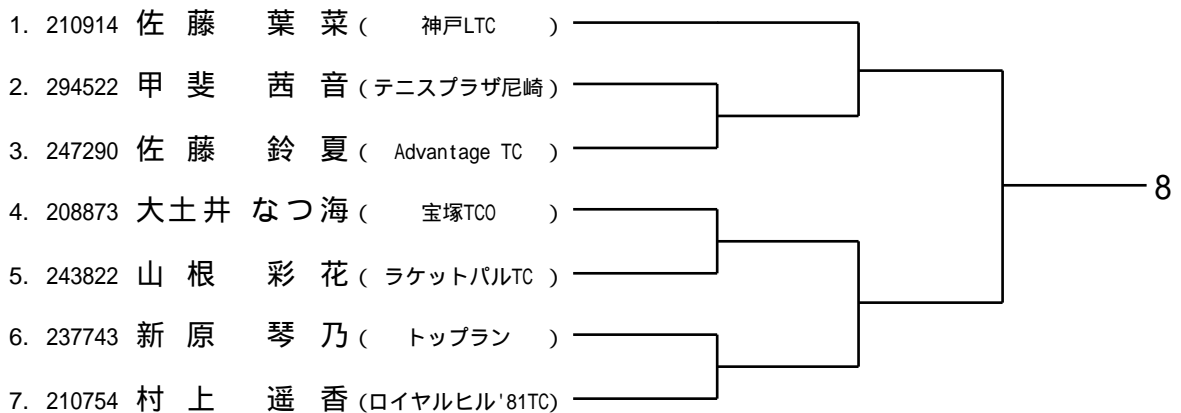 1. 210914 佐 藤 葉 菜 ( 神戸LTC )
2. 294522 甲 斐 茜 音 ( テニスプラザ尼崎 )
3. 247290 佐 藤 鈴 夏 ( Advantage TC )
4. 208873 大土井 なつ海 ( 宝塚TCO )
5. 243822 山 根 彩 花 ( ラケットパルTC )
6. 237743 新 原 琴 乃 ( トップラン )
7. 210754 村 上 遥 香 (ロイヤルヒル'81TC)
8